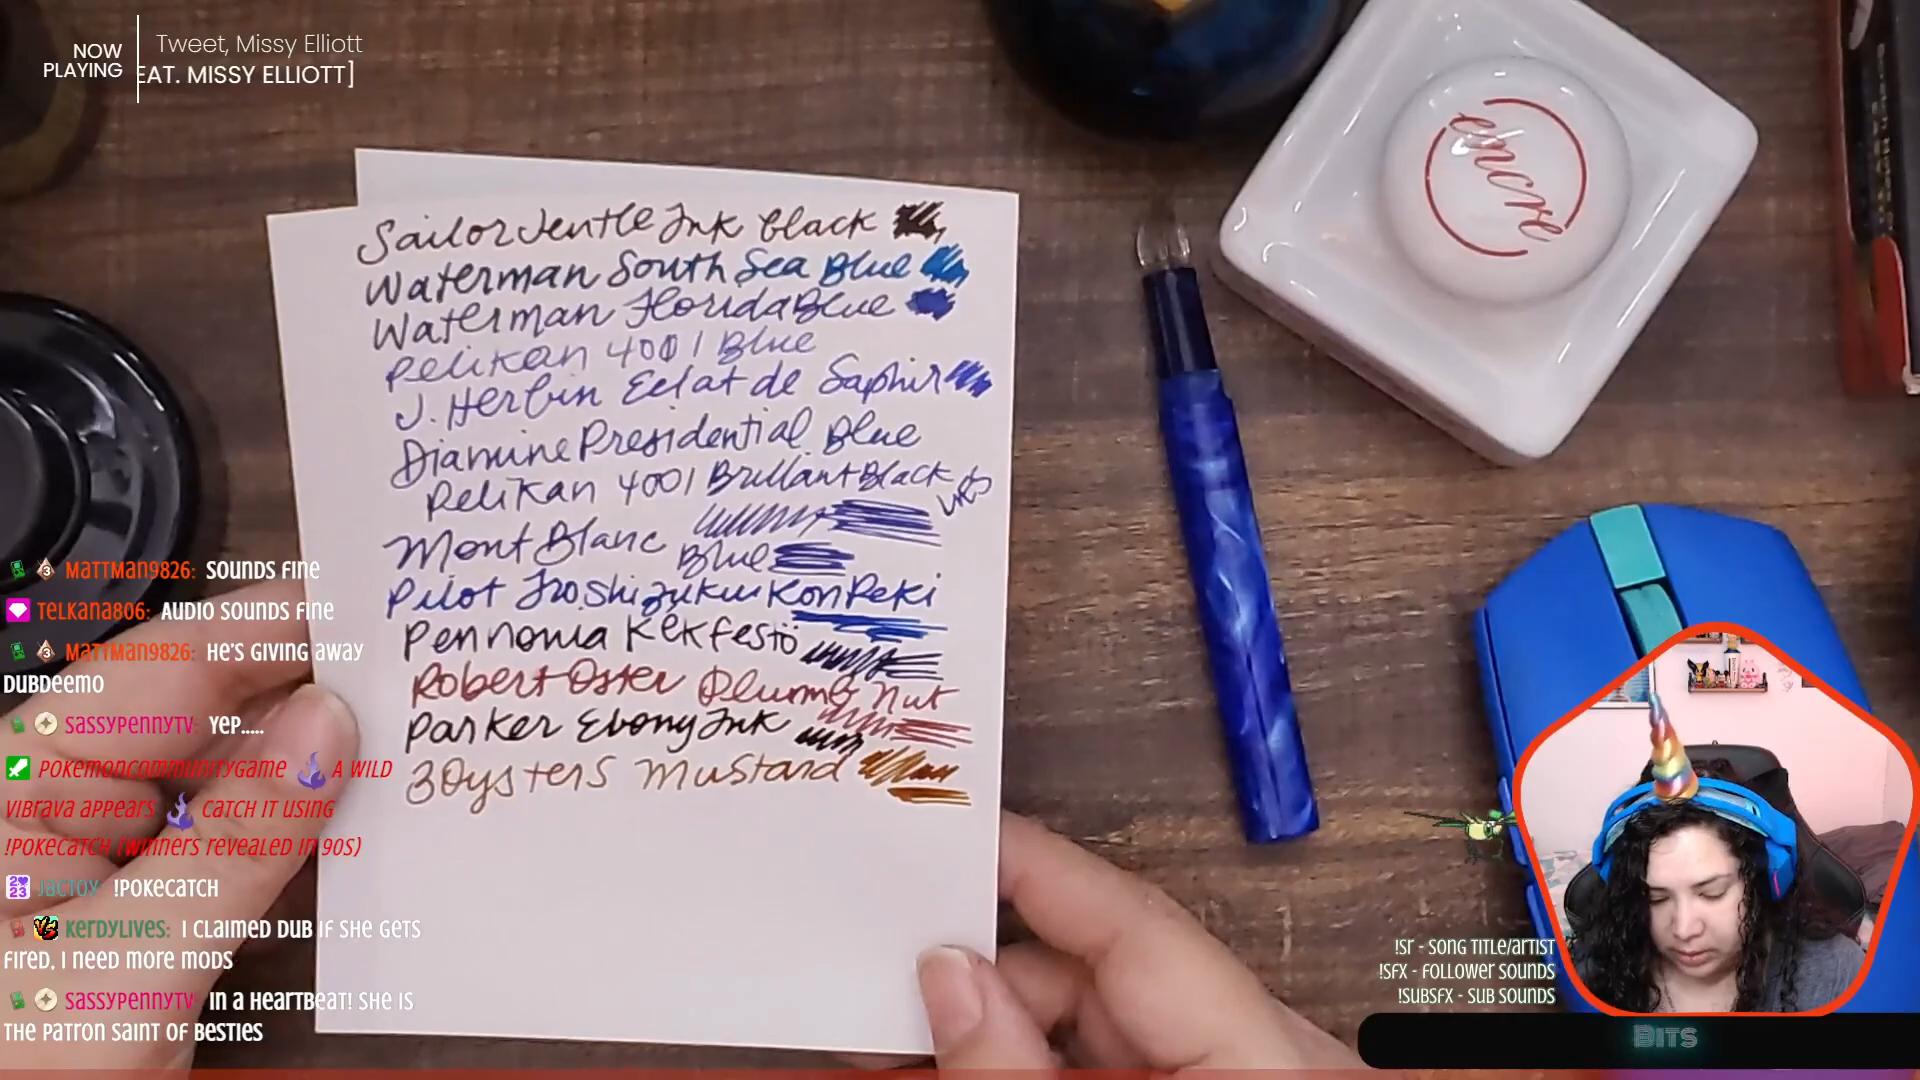 NOW PLAYING
Tweet, Missy Elliott
EAT. MISSY ELLIOTT]
encre
Sailor Jentle Ink Black
Waterman South Sea Blue
Waterman Florida Blue
Pelikan 4001 Blue
J. Herbin Eclat de Saphir
Diamine Presidential Blue
Pelikan 4001 Brillant Black
Mont Blanc
Blue
Pilot Iroshizuku Kon Peki
Pennonia Kékfestő
Robert Oster Plumb Nut
Parker Ebony Ink
3 Oysters Mustard
MATTMAN9826: SOUNDS FINE
TELKANA806: AUDIO SOUNDS FINE
MATTMAN9826: HE'S GIVING AWAY
DUBDEEMO
SASSYPENNYTV: YEP.....
POKEMONCOMMUNITYGAME A WILD
VIBRAVA APPEARS CATCH IT USING
!POKECATCH (WINNERS REVEALED IN 90S)
JACTOY: !POKECATCH
KERDYLIVES: I CLAIMED DUB IF SHE GETS
FIRED, I NEED MORE MODS
SASSYPENNYTV: IN A HEARTBEAT! SHE IS
THE PATRON SAINT OF BESTIES
!SR - SONG TITLE/ARTIST
!SFX - FOLLOWER SOUNDS
!SUBSFX - SUB SOUNDS
BITS